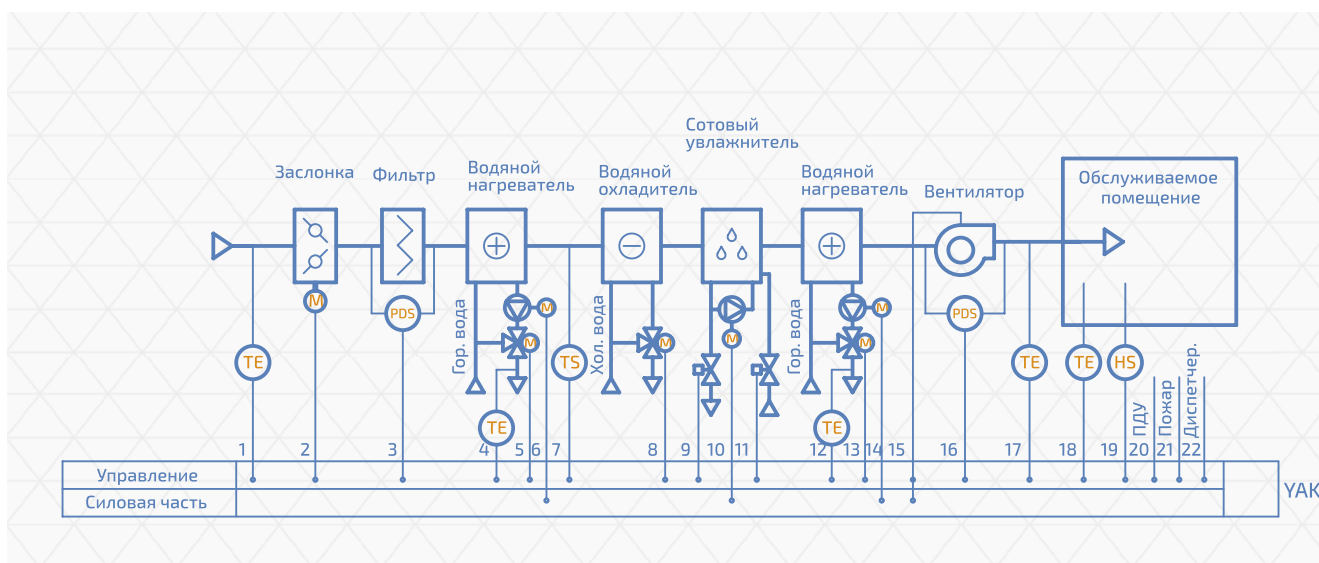 Сотовый
увлажнитель
Заслонка
Фильтр
Водяной
нагреватель
Водяной
охладитель
Водяной
нагреватель
Вентилятор
Обслуживаемое
помещение
M
PDS
TE
Гор. вода
M
M
TS
Хол. вода
M
M
Гор. вода
M
M
PDS
TE
TE
HS
TE
TE
ПДУ
Пожар
Диспетчер.
1 2 3 4 5 6 7 8 9 10 11 12 13 14 15 16 17 18 19 20 21 22
Управление
Силовая часть
YAK